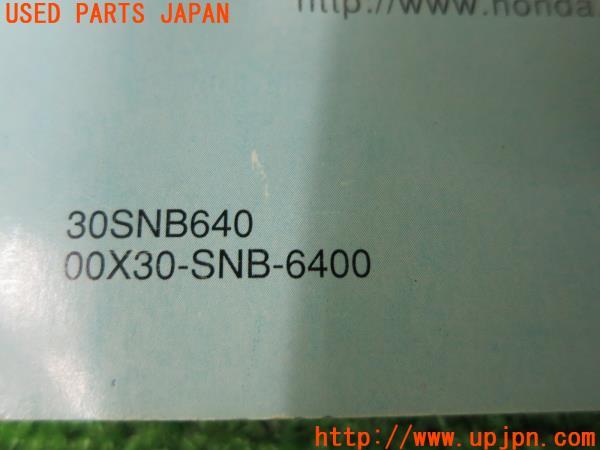 USED PARTS JAPAN
http://www.honda
30SNB640
00X30-SNB-6400
http://www.upjpn.com